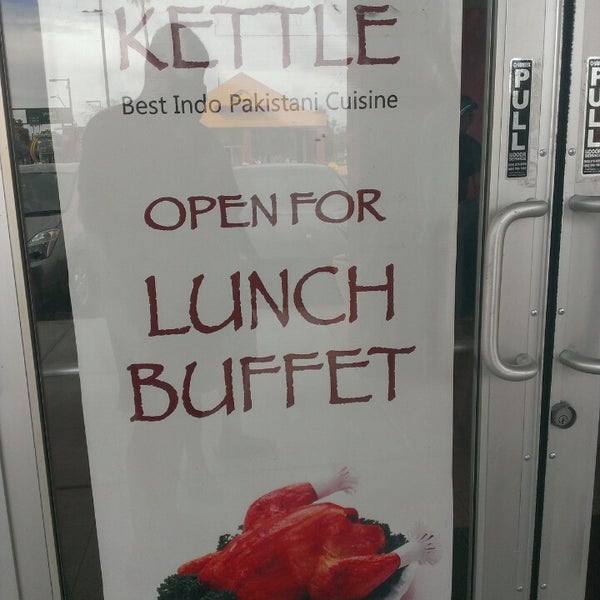 KETTLE
Best Indo Pakistani Cuisine
OPEN FOR
LUNCH
BUFFET
PULL
PULL